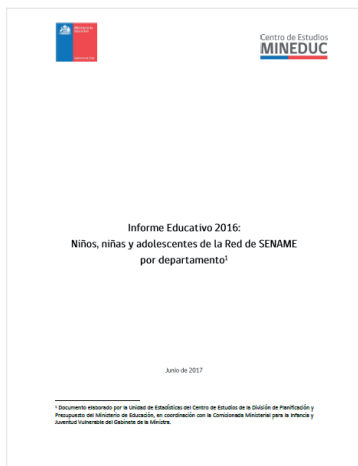 Centro de Estudios
MINEDUC
Informe Educativo 2016:
Niños, niñas y adolescentes de la Red de SENAME
por departamento¹
Junio de 2017
¹ Documento elaborado por la Unidad de Estadísticas del Centro de Estudios de la División de Planificación y
Presupuesto del Ministerio de Educación, en coordinación con la Comisionada Ministerial para la Infancia y
Juventud Vulnerable del Gabinete de la Ministra.